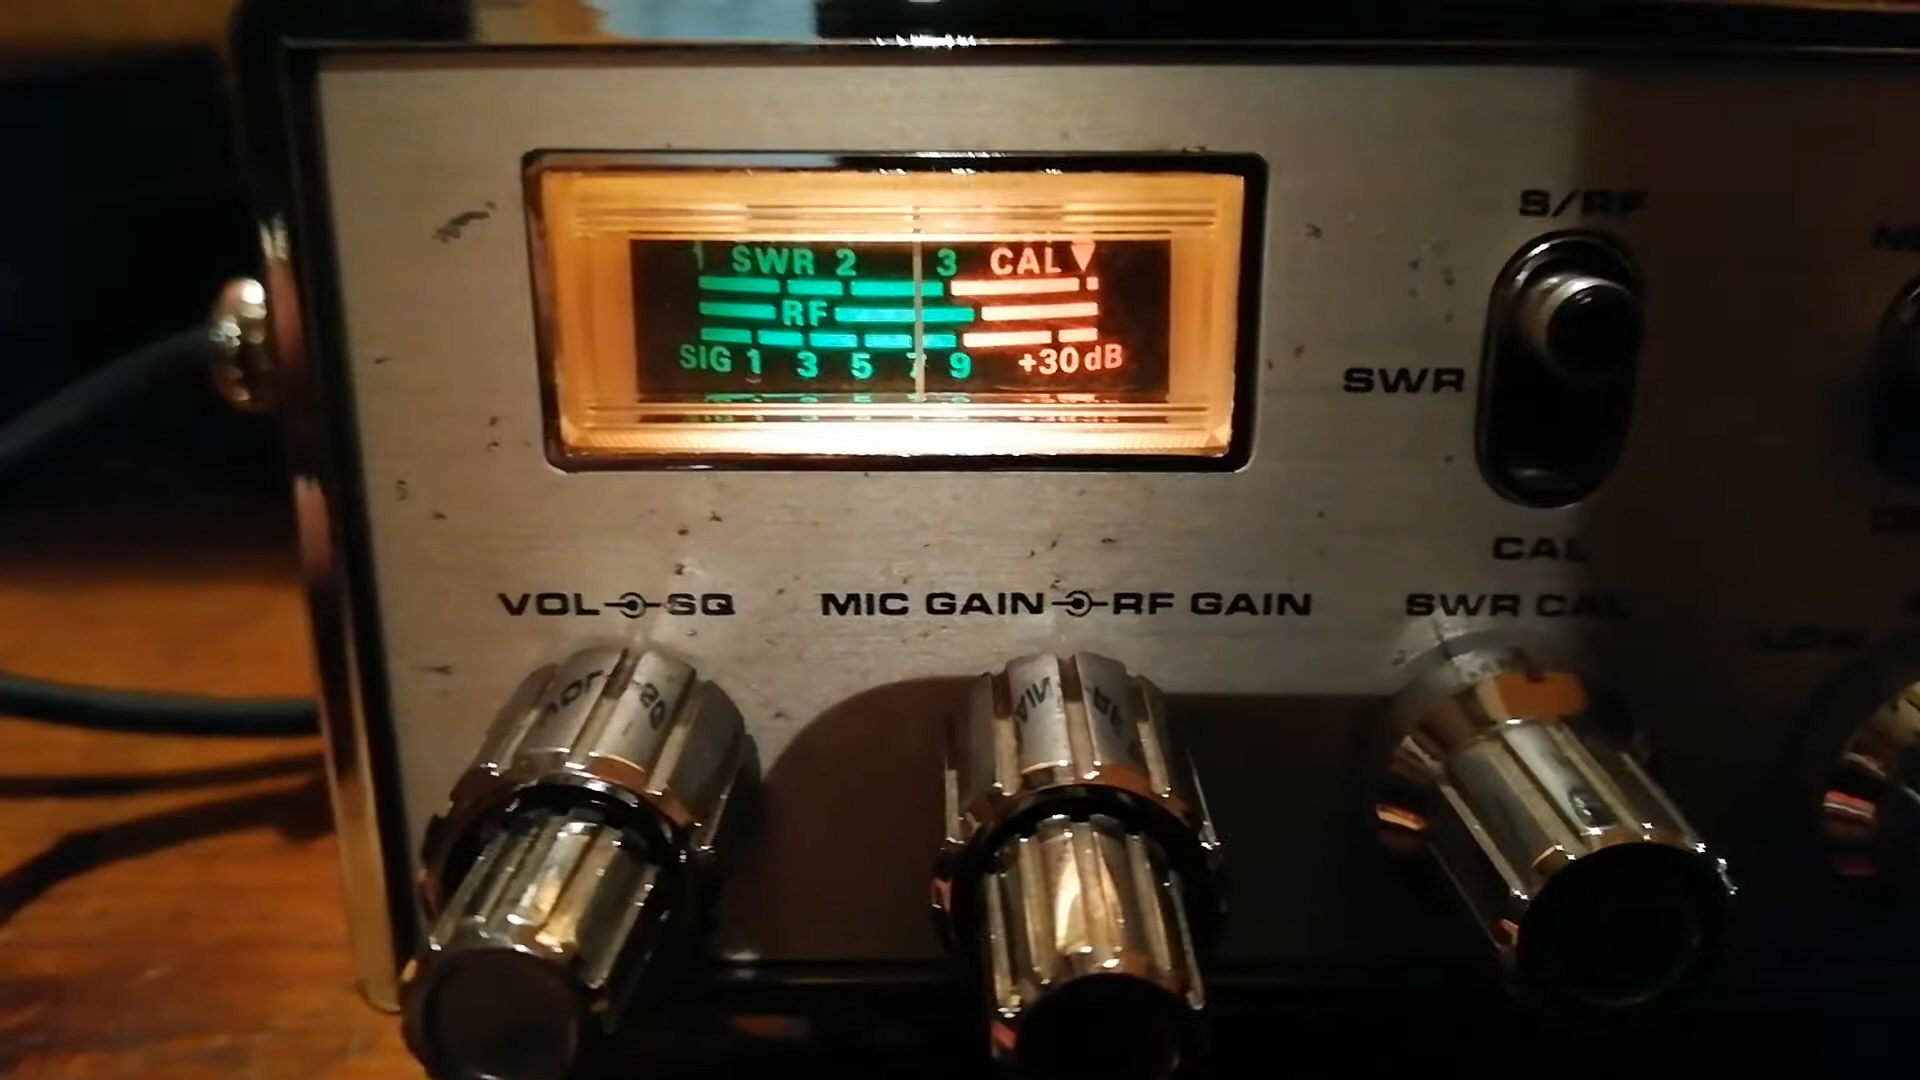 1 SWR 2 3 CAL
RF
SIG 1 3 5 7 9 +30 dB
S/RF
SWR
CAL
VOL SQ
MIC GAIN RF GAIN
SWR CAL
LOW